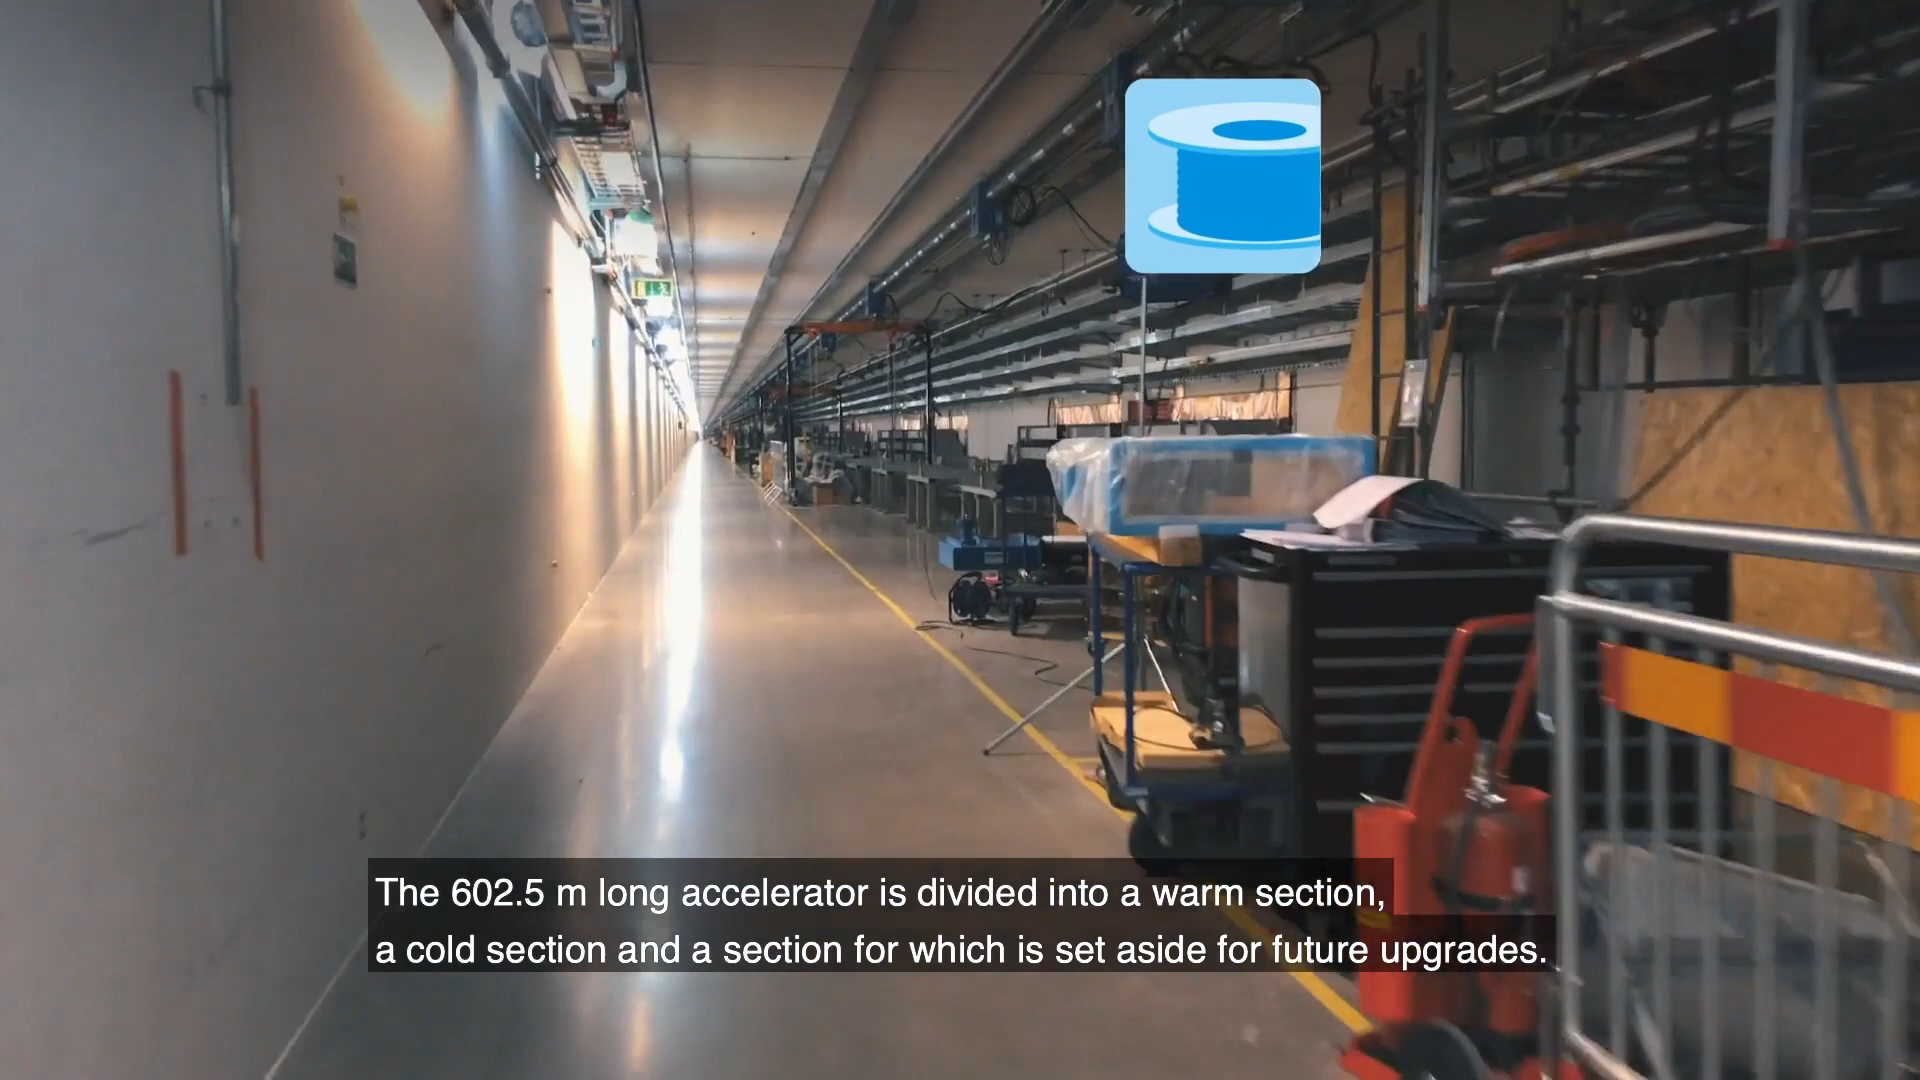 The 602.5 m long accelerator is divided into a warm section,
a cold section and a section for which is set aside for future upgrades.